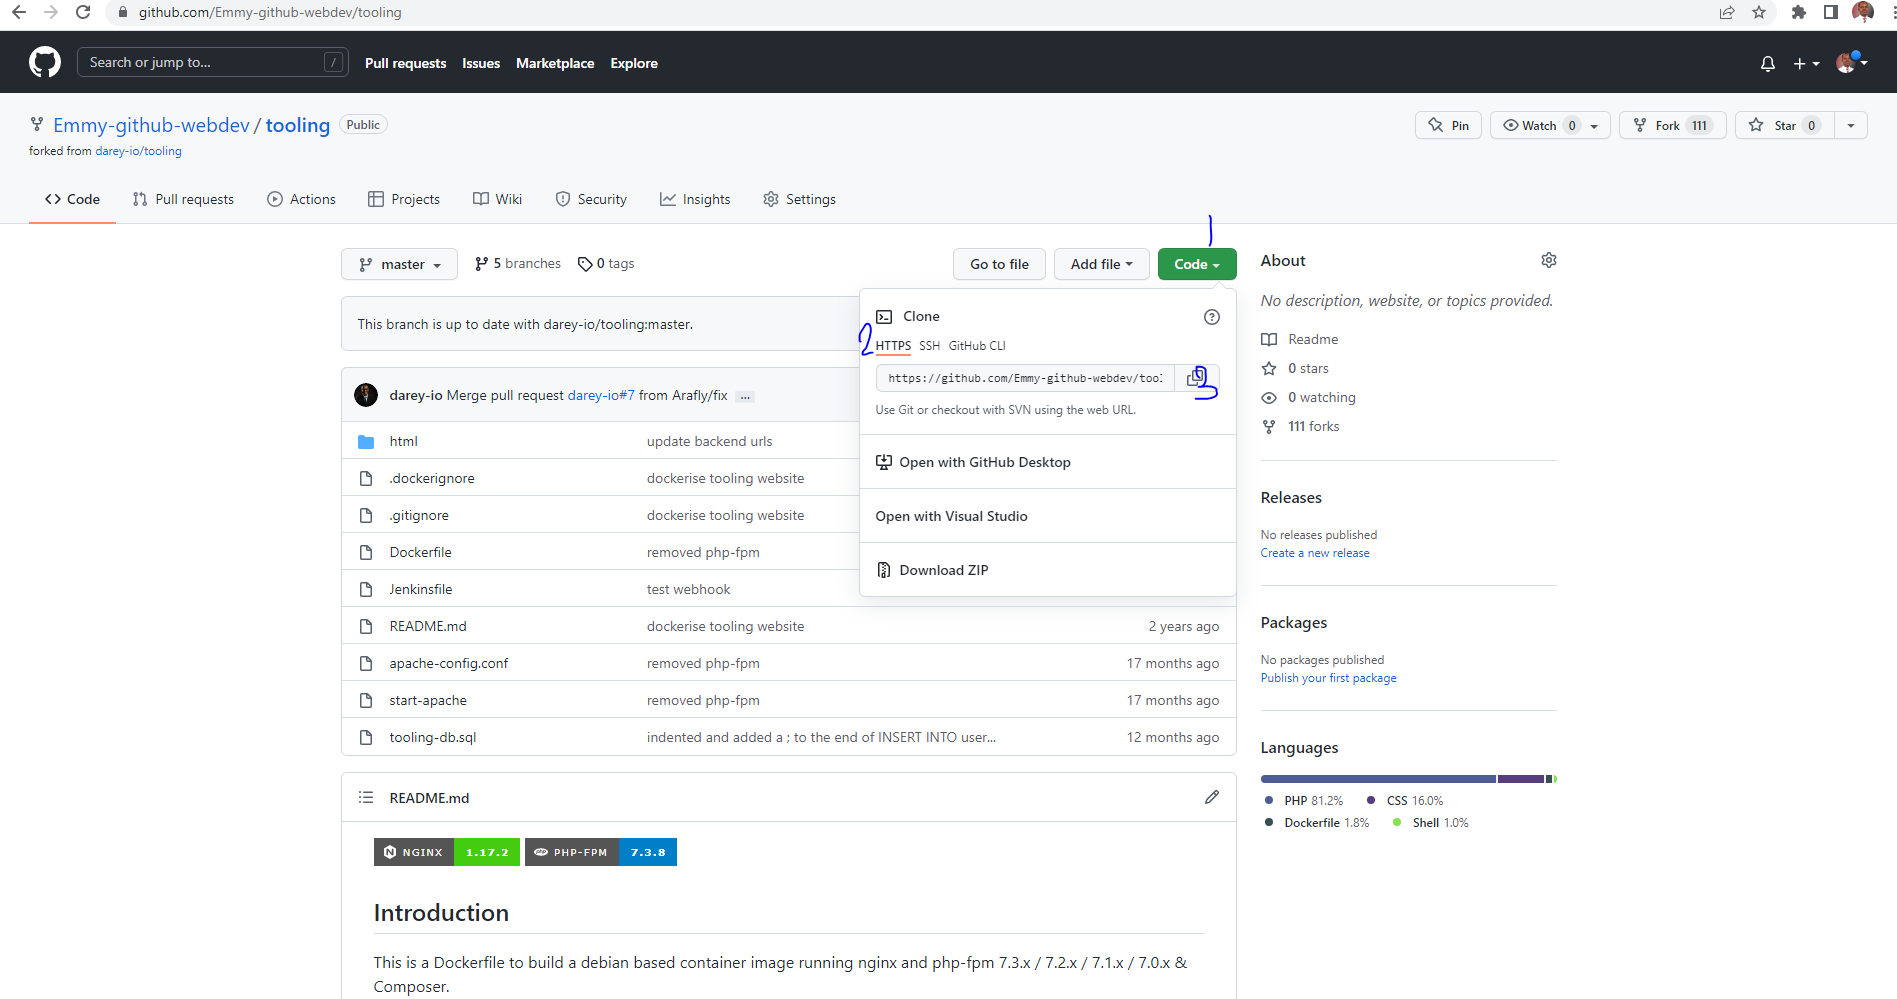 github.com/Emmy-github-webdev/tooling
Search or jump to... /
Pull requests Issues Marketplace Explore
Emmy-github-webdev / tooling Public
forked from darey-io/tooling
Pin Watch 0 Fork 111 Star 0
Code Pull requests Actions Projects Wiki Security Insights Settings
1
master 5 branches 0 tags Go to file Add file Code
This branch is up to date with darey-io/tooling:master.
Clone
2
HTTPS SSH GitHub CLI
https://github.com/Emmy-github-webdev/tool
3
Use Git or checkout with SVN using the web URL.
Open with GitHub Desktop
Open with Visual Studio
Download ZIP
darey-io Merge pull request darey-io#7 from Arafly/fix ...
html update backend urls
.dockerignore dockerise tooling website
.gitignore dockerise tooling website
Dockerfile removed php-fpm
Jenkinsfile test webhook
README.md dockerise tooling website 2 years ago
apache-config.conf removed php-fpm 17 months ago
start-apache removed php-fpm 17 months ago
tooling-db.sql indented and added a ; to the end of INSERT INTO user... 12 months ago
README.md
NGINX 1.17.2 PHP-FPM 7.3.8
Introduction
This is a Dockerfile to build a debian based container image running nginx and php-fpm 7.3.x / 7.2.x / 7.1.x / 7.0.x &
Composer.
About
No description, website, or topics provided.
Readme
0 stars
0 watching
111 forks
Releases
No releases published
Create a new release
Packages
No packages published
Publish your first package
Languages
PHP 81.2% CSS 16.0%
Dockerfile 1.8% Shell 1.0%